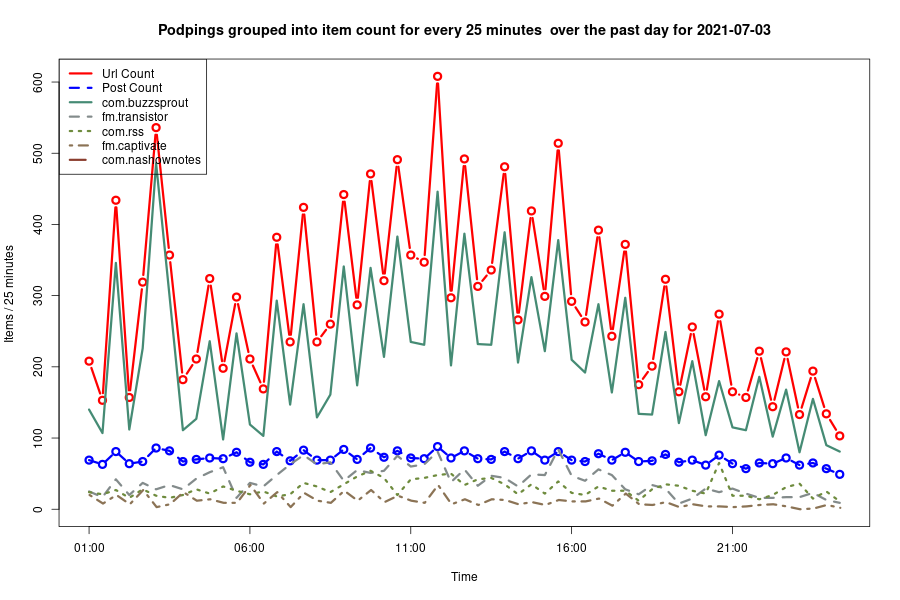 Podpings grouped into item count for every 25 minutes  over the past day for 2021-07-03
Url Count
Post Count
com.buzzsprout
fm.transistor
com.rss
fm.captivate
com.nashownotes
600
500
400
300
200
100
0
Items / 25 minutes
01:00
06:00
11:00
16:00
21:00
Time